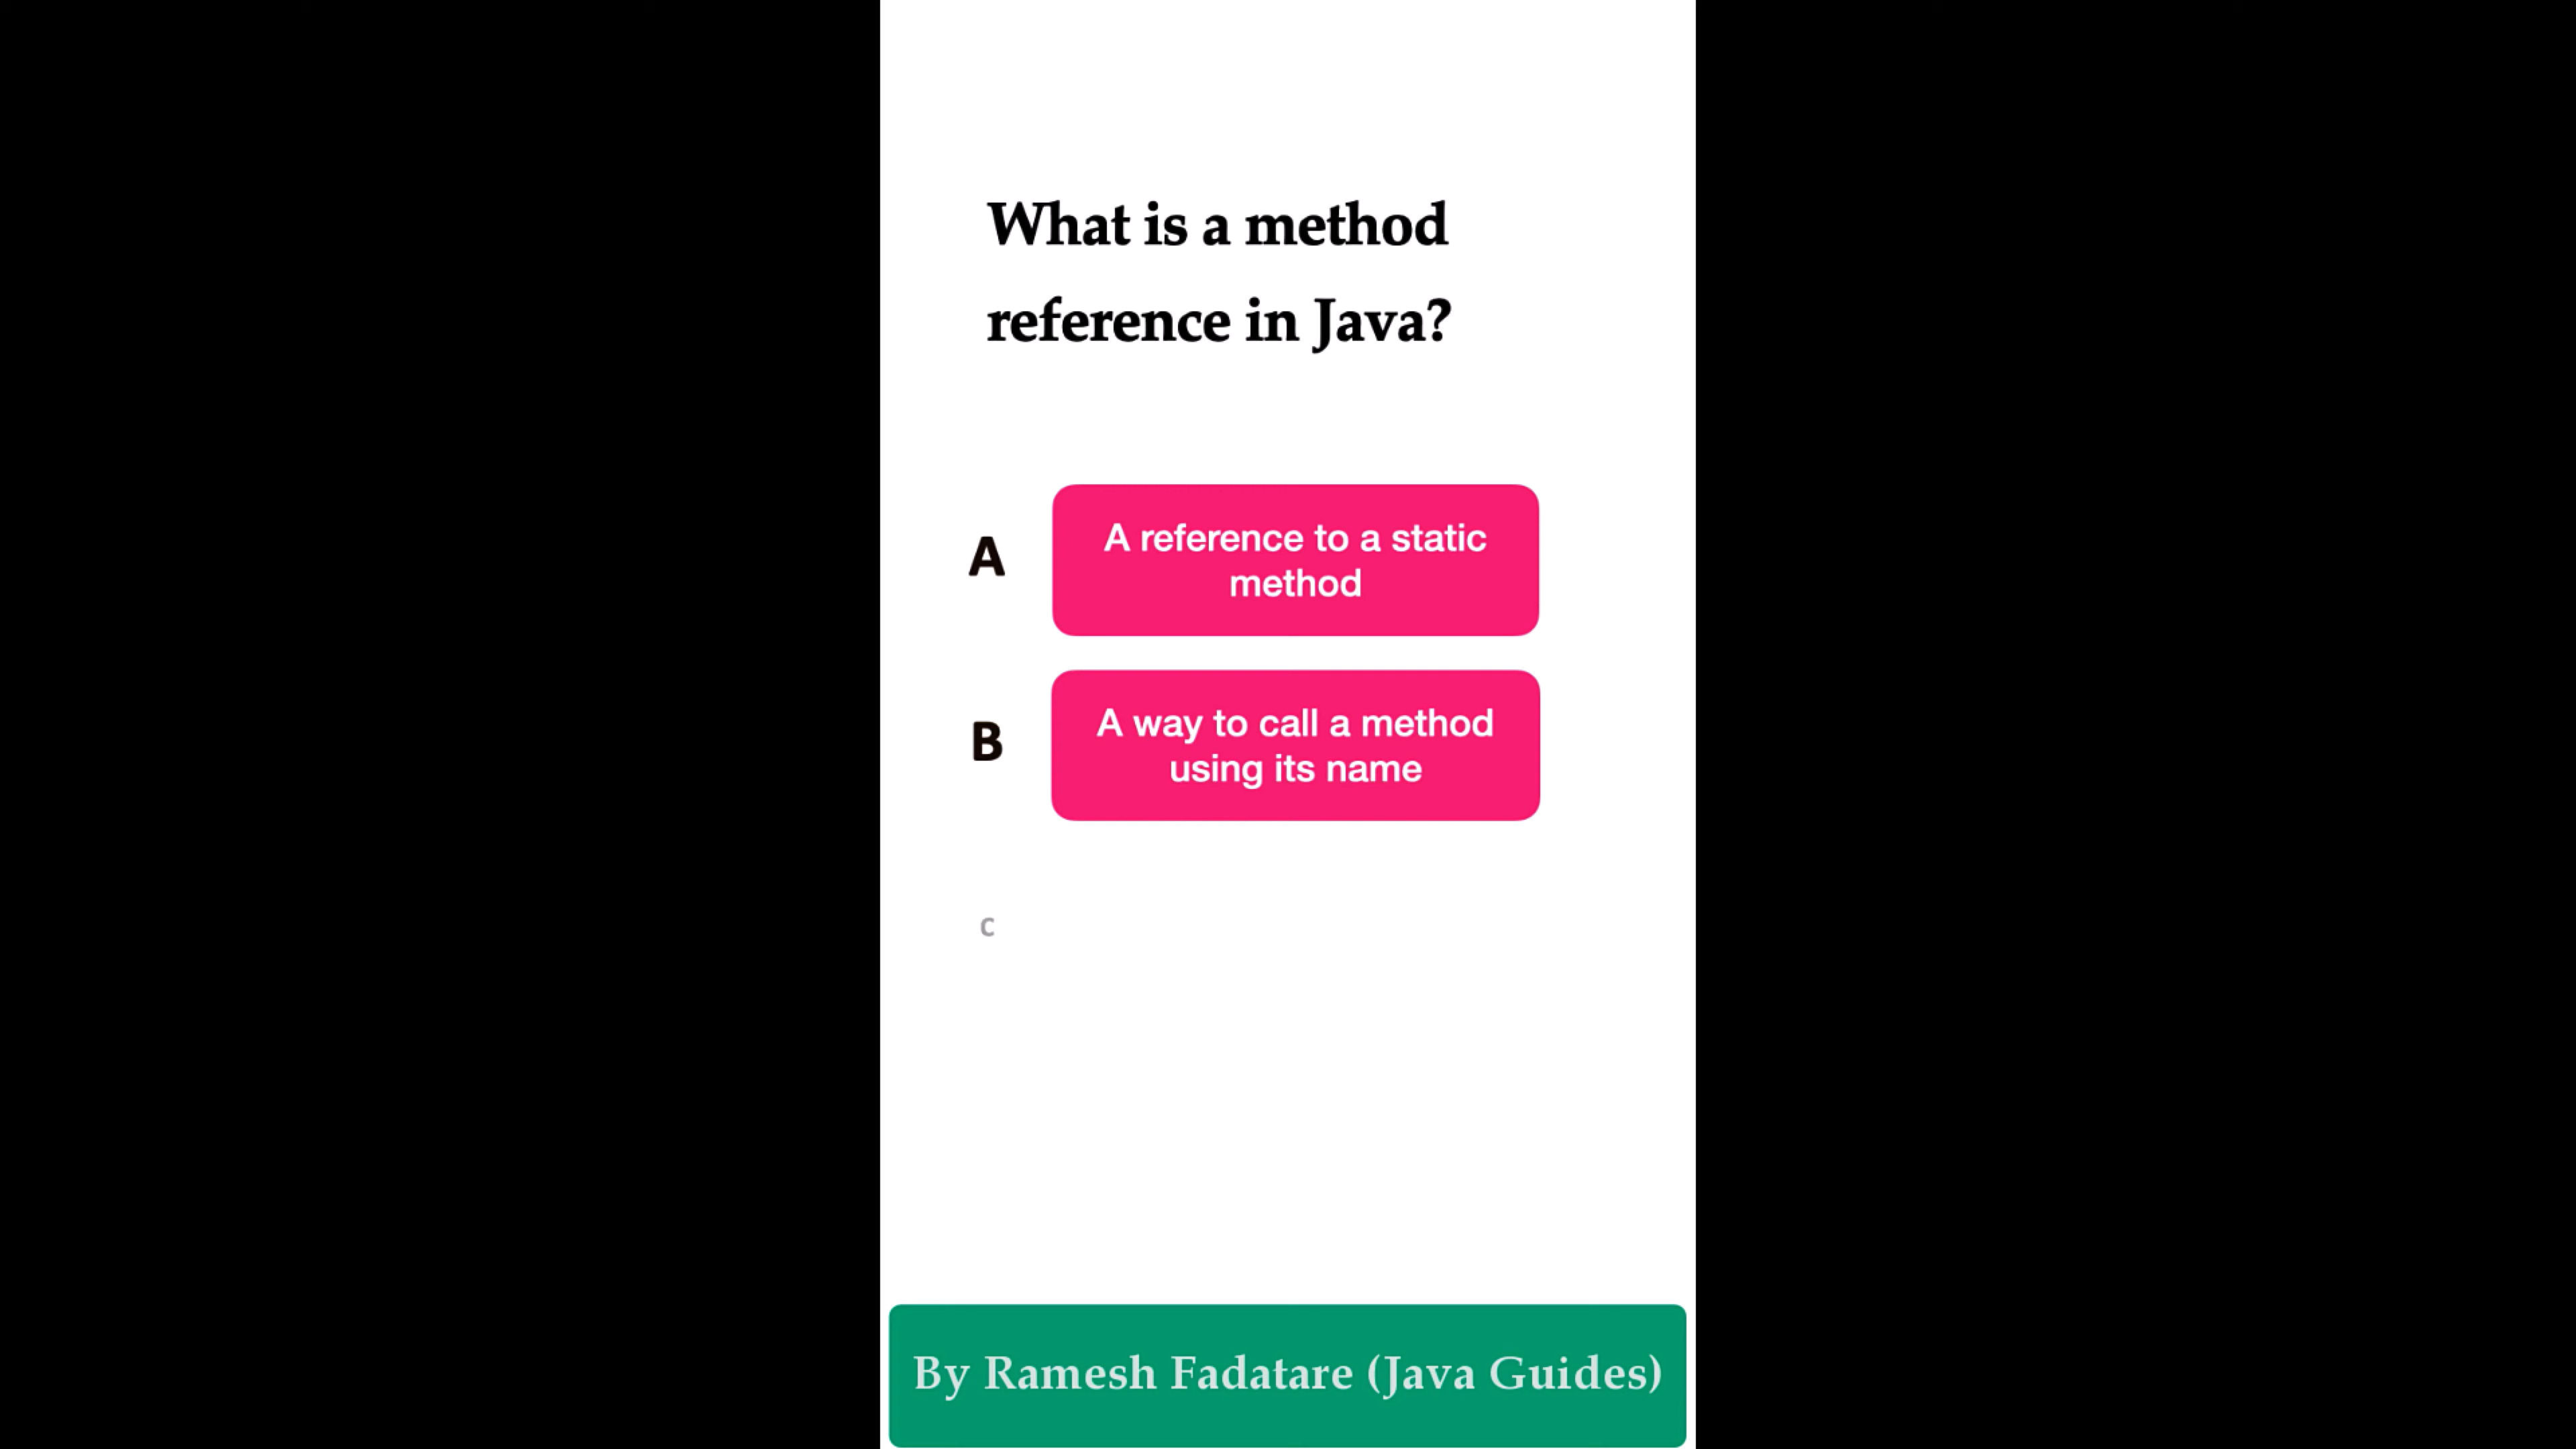 What is a method
reference in Java?
A
A reference to a static
method
B
A way to call a method
using its name
C
By Ramesh Fadatare (Java Guides)